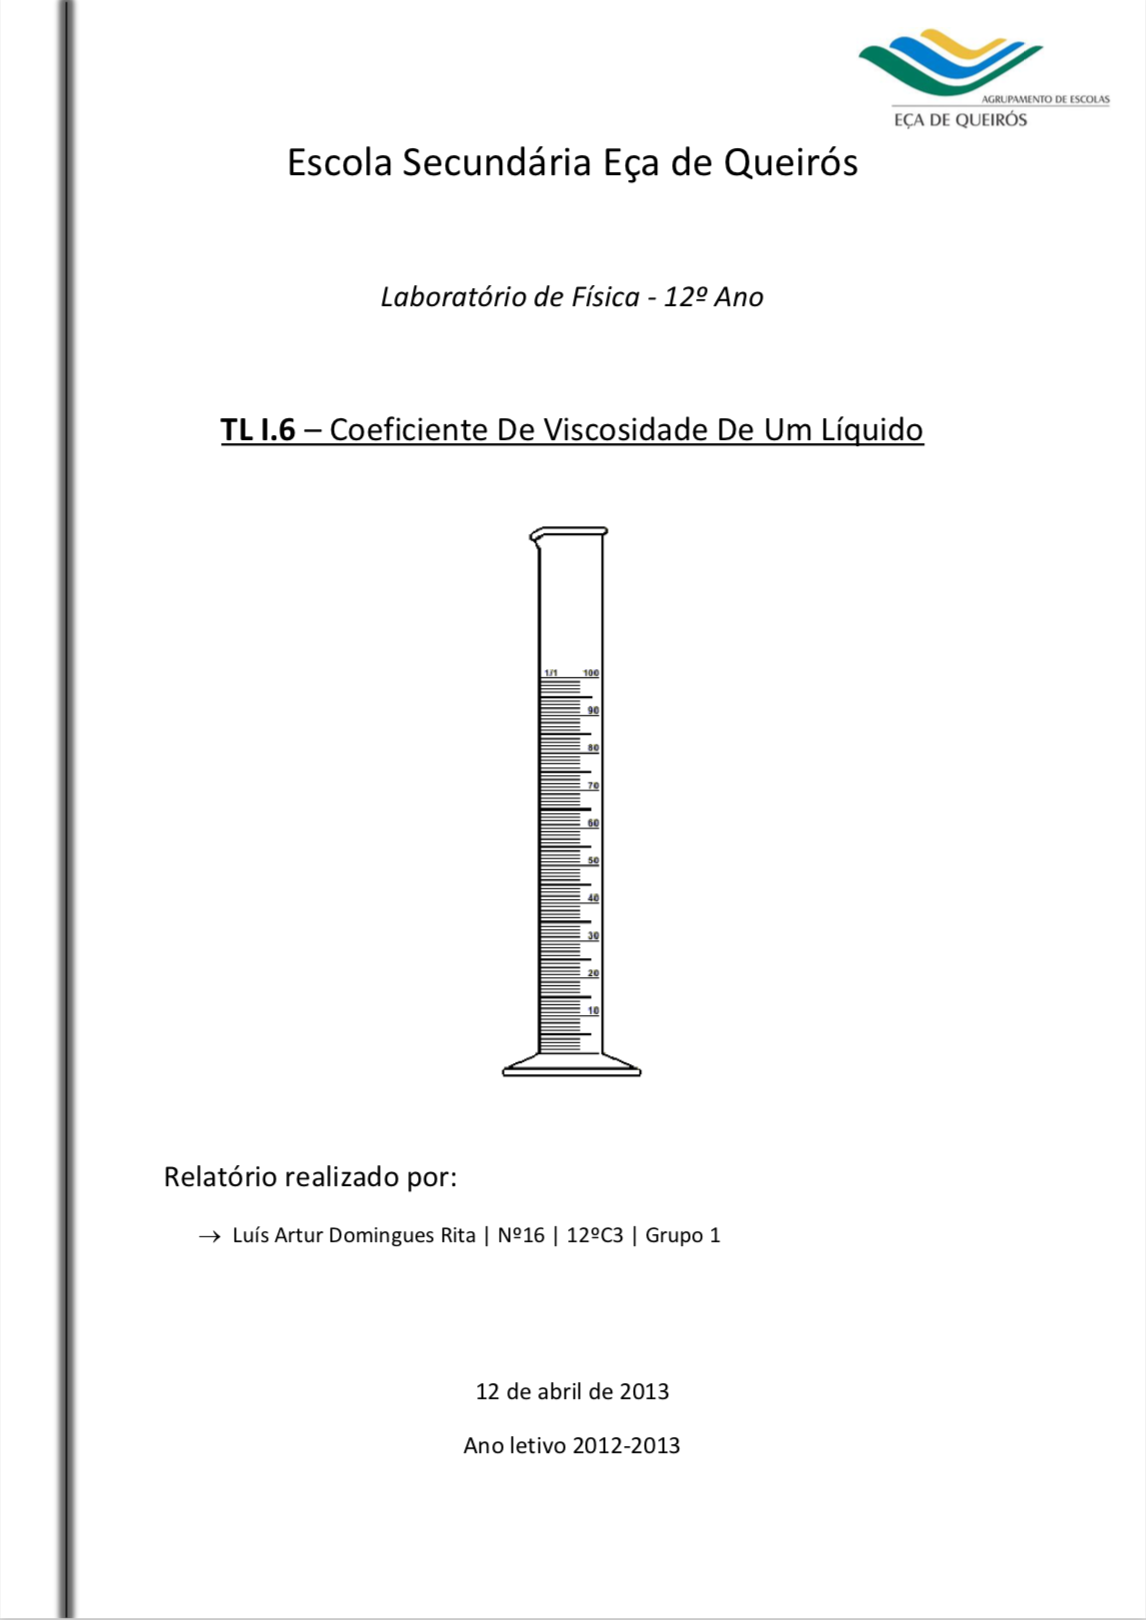 AGRUPAMENTO DE ESCOLAS
EÇA DE QUEIRÓS
Escola Secundária Eça de Queirós
Laboratório de Física - 12º Ano
TL I.6 – Coeficiente De Viscosidade De Um Líquido
1/1 100
90
80
70
60
50
40
30
20
10
Relatório realizado por:
→ Luís Artur Domingues Rita | Nº16 | 12ºC3 | Grupo 1
12 de abril de 2013
Ano letivo 2012-2013